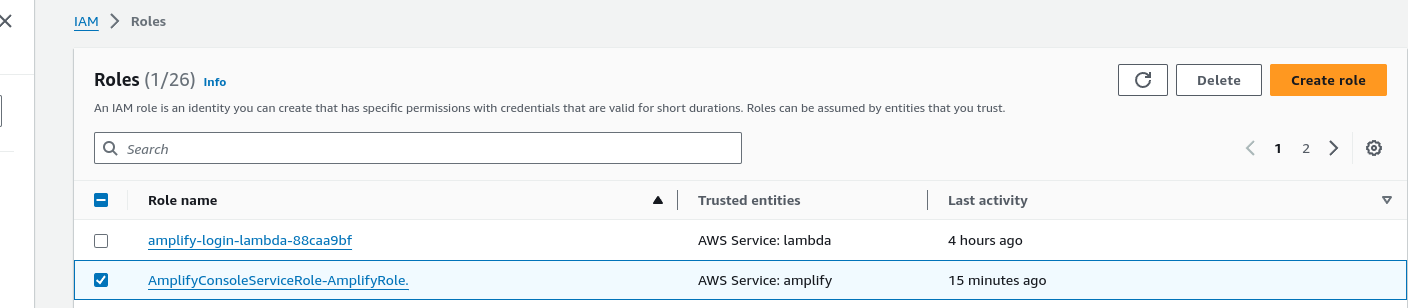 IAM > Roles
Roles (1/26) Info
Delete
Create role
An IAM role is an identity you can create that has specific permissions with credentials that are valid for short durations. Roles can be assumed by entities that you trust.
Search
1 2
Role name Trusted entities Last activity
amplify-login-lambda-88caa9bf AWS Service: lambda 4 hours ago
AmplifyConsoleServiceRole-AmplifyRole. AWS Service: amplify 15 minutes ago